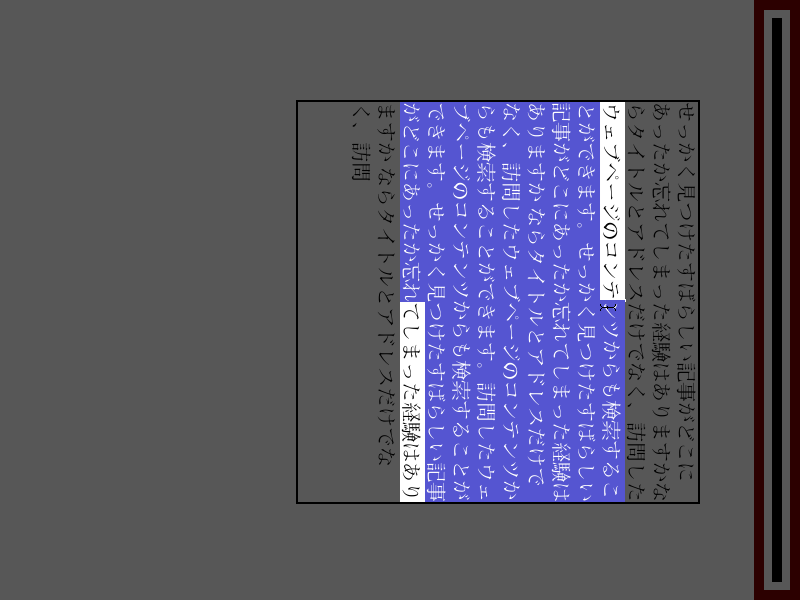 せっかく見つけたすばらしい記事がどこに
あったか忘れてしまった経験はありますかな
らタイトルとアドレスだけでなく、訪問した
ウェブページのコンテンツからも検索するこ
とができます。せっかく見つけたすばらしい
記事がどこにあったか忘れてしまった経験は
ありますかならタイトルとアドレスだけで
なく、訪問したウェブページのコンテンツか
らも検索することができます。訪問したウェ
ブページのコンテンツからも検索することが
できます。せっかく見つけたすばらしい記事
がどこにあったか忘れてしまった経験はあり
ますかならタイトルとアドレスだけでな
く、訪問